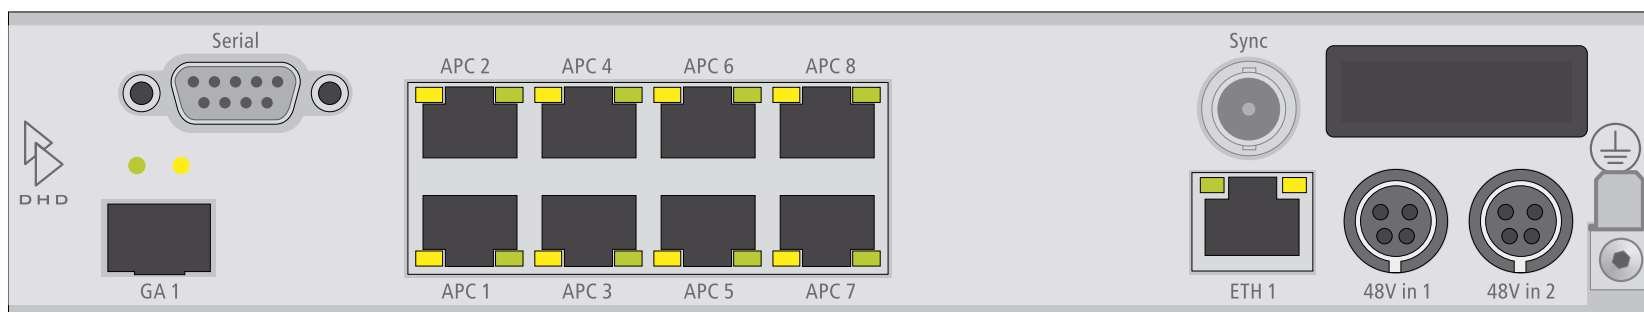 Serial
Sync
APC 2
APC 4
APC 6
APC 8
DHD
GA 1
APC 1
APC 3
APC 5
APC 7
ETH 1
48V in 1
48V in 2